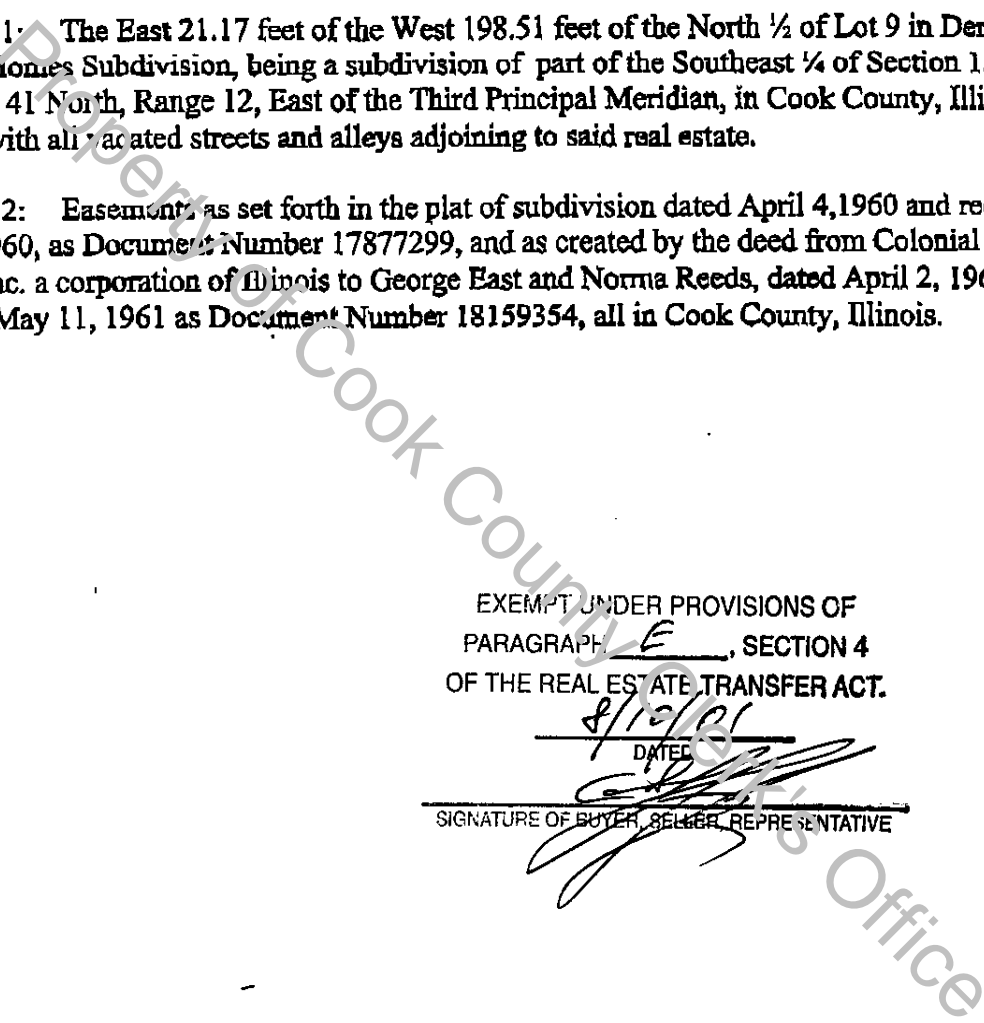 1: The East 21.17 feet of the West 198.51 feet of the North ½ of Lot 9 in Der
omes Subdivision, being a subdivision of part of the Southeast ¼ of Section 1
41 North, Range 12, East of the Third Principal Meridian, in Cook County, Illi
with all vacated streets and alleys adjoining to said real estate.
2: Easements as set forth in the plat of subdivision dated April 4,1960 and re
60, as Document Number 17877299, and as created by the deed from Colonial
nc. a corporation of Illinois to George East and Norma Reeds, dated April 2, 196
May 11, 1961 as Document Number 18159354, all in Cook County, Illinois.
EXEMPT UNDER PROVISIONS OF
PARAGRAPH E, SECTION 4
OF THE REAL ESTATE TRANSFER ACT.
8/10/01
DATED
SIGNATURE OF BUYER, SELLER, REPRESENTATIVE
Property of Cook County Clerk's Office